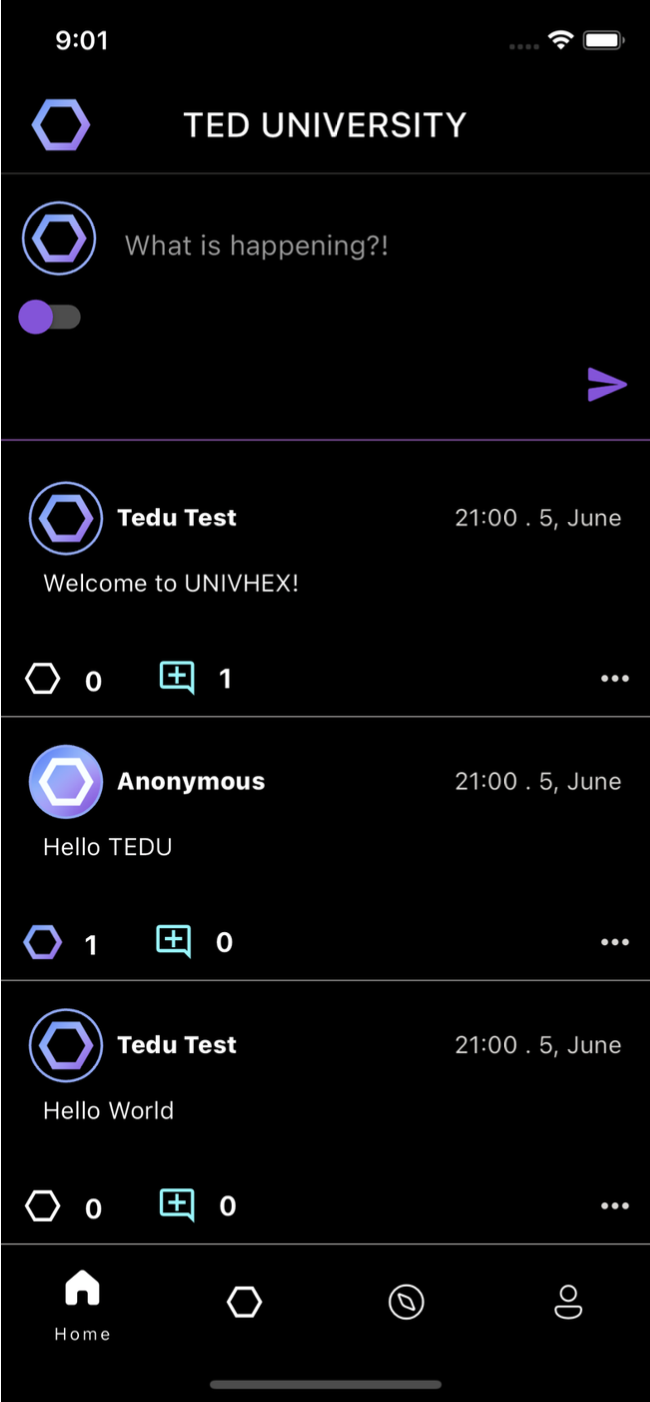 9:01
TED UNIVERSITY
What is happening?!
Tedu Test 21:00 . 5, June
Welcome to UNIVHEX!
0 1
Anonymous 21:00 . 5, June
Hello TEDU
1 0
Tedu Test 21:00 . 5, June
Hello World
0 0
Home